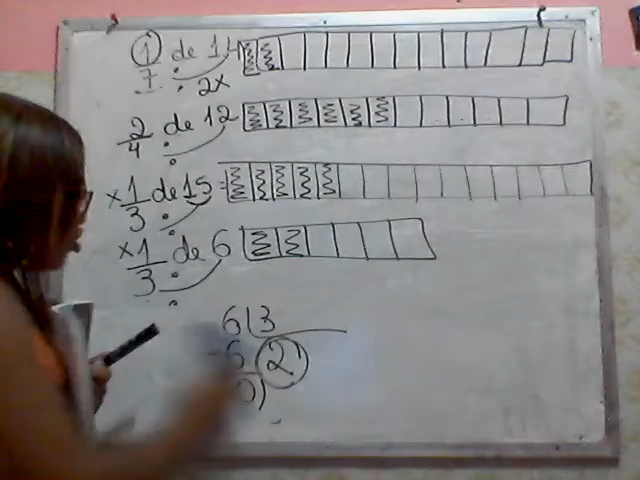 1/7 de 14
2x
2/4 de 12
x 1/3 de 15 =
x 1/3 de 6
6 3
-6 2
0